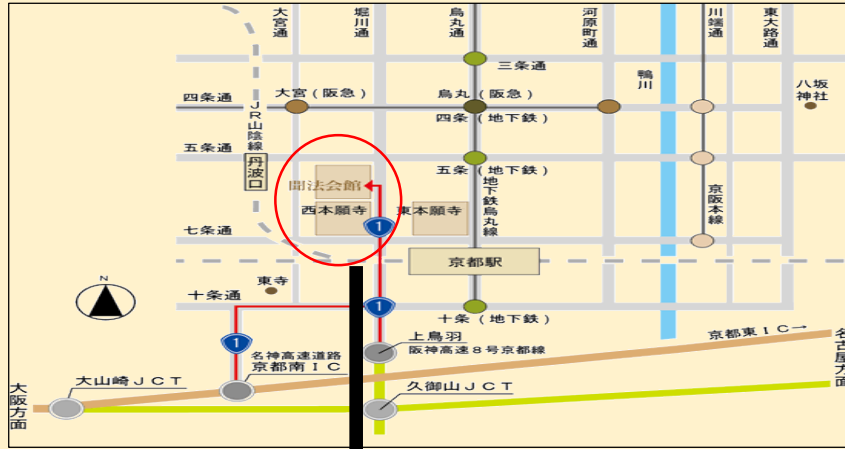 大宮通
堀川通
烏丸通
河原町通
川端通
東大路通
三条通
鴨川
八坂神社
四条通
大宮(阪急)
烏丸(阪急)
四条(地下鉄)
JR山陰線
丹波口
五条通
五条(地下鉄)
地下鉄烏丸線
京阪本線
聞法会館
西本願寺
東本願寺
1
七条通
京都駅
N
東寺
十条通
1
十条(地下鉄)
1
上鳥羽
阪神高速8号京都線
京都東IC→
名古屋方面
名神高速道路
京都南IC
大阪方面
大山崎JCT
久御山JCT